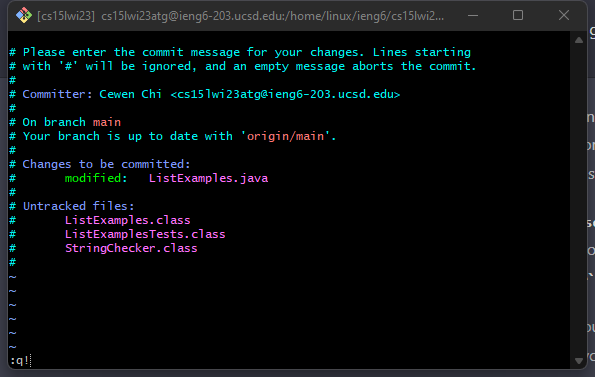 [cs15lwi23] cs15lwi23atg@ieng6-203.ucsd.edu:/home/linux/ieng6/cs15lwi2...
# Please enter the commit message for your changes. Lines starting
# with '#' will be ignored, and an empty message aborts the commit.
#
# Committer: Cewen Chi <cs15lwi23atg@ieng6-203.ucsd.edu>
#
# On branch main
# Your branch is up to date with 'origin/main'.
#
# Changes to be committed:
#       modified:   ListExamples.java
#
# Untracked files:
#       ListExamples.class
#       ListExamplesTests.class
#       StringChecker.class
#
~
~
~
~
~
~
:q!